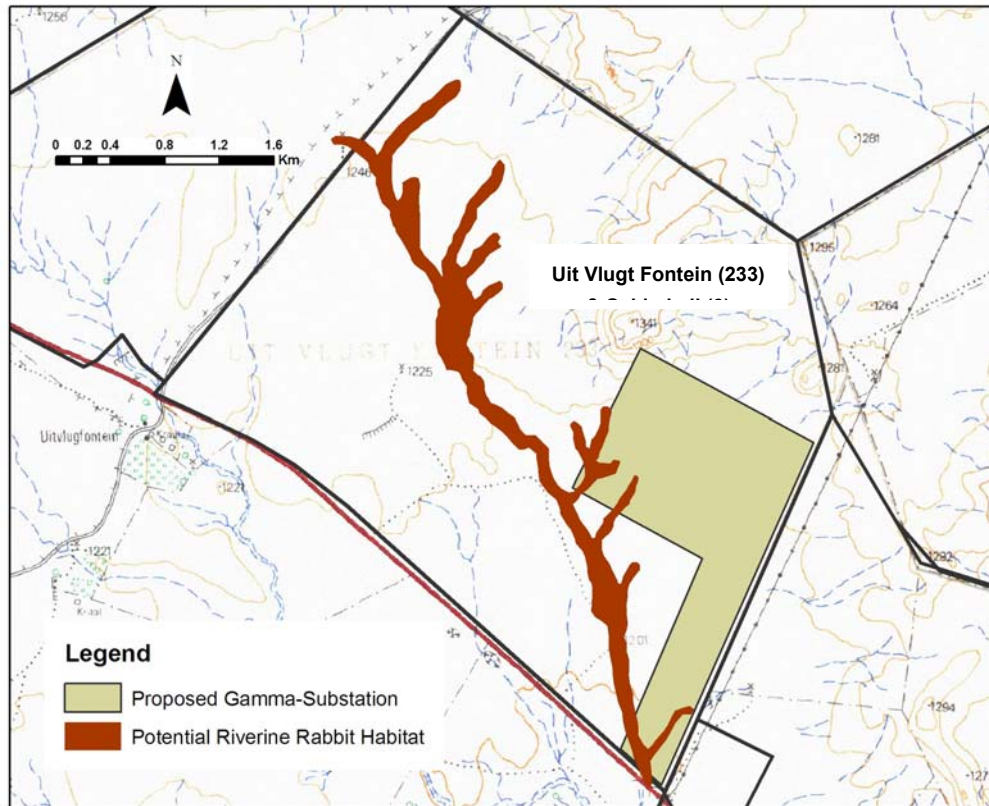 1256
N
0 0.2 0.4 0.8 1.2 1.6
Km
1281
1246
1295
Uit Vlugt Fontein (233)
1264
1341
UIT VLUGT
1281
1225
Uitvlugfontein
1221
1221
1292
Kraal
1201
Legend
Proposed Gamma-Substation
Potential Riverine Rabbit Habitat
1294